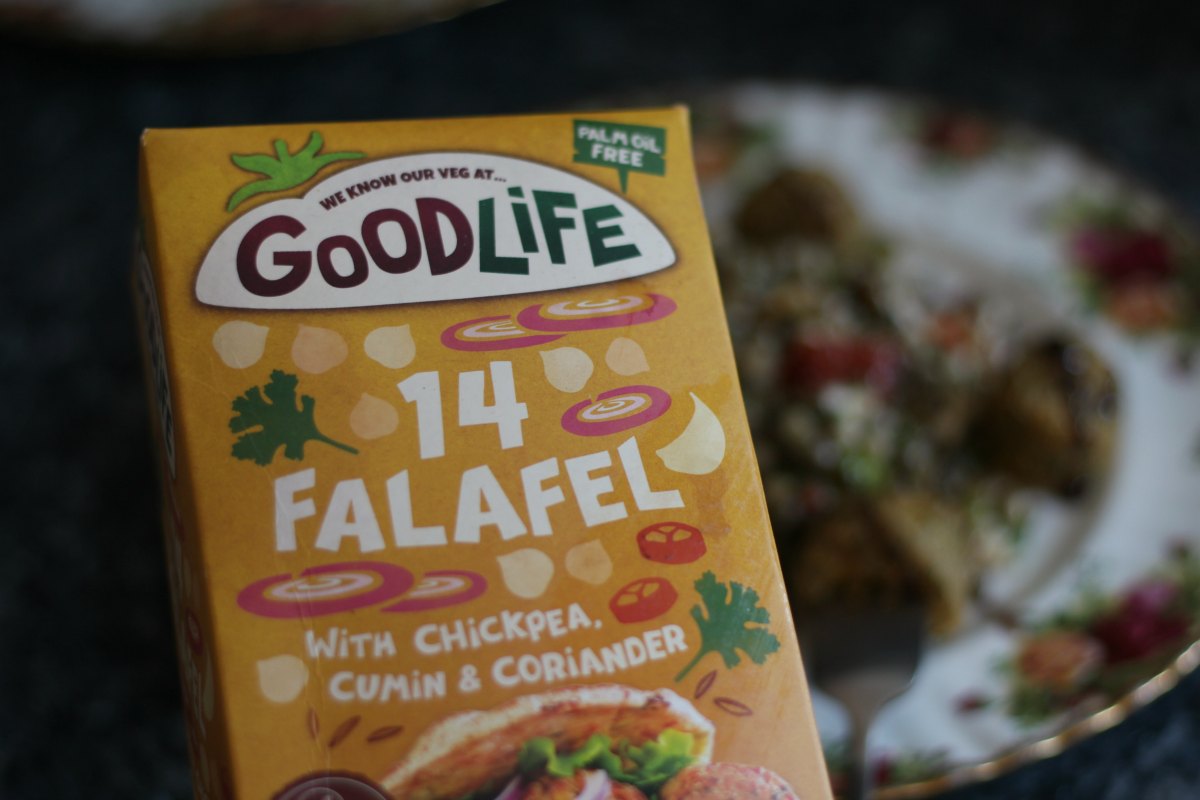 PALM OIL
FREE
WE KNOW OUR VEG AT...
GOODLIFE
14
FALAFEL
WITH CHICKPEA,
CUMIN & CORIANDER